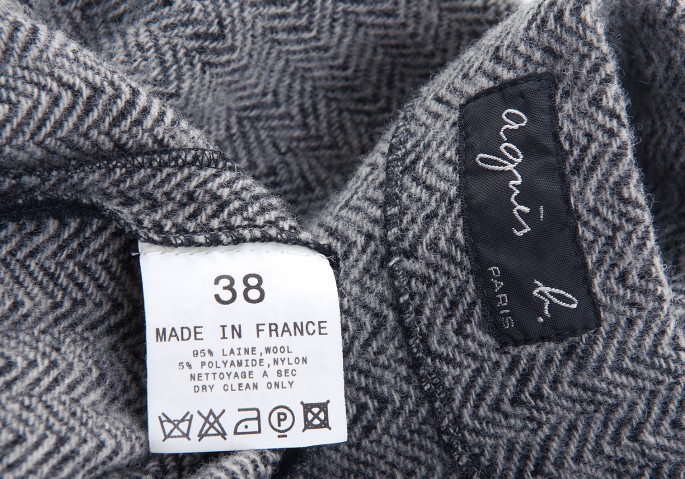 38
MADE IN FRANCE
95% LAINE,WOOL
5% POLYAMIDE,NYLON
NETTOYAGE A SEC
DRY CLEAN ONLY
P
agnès b.
PARIS